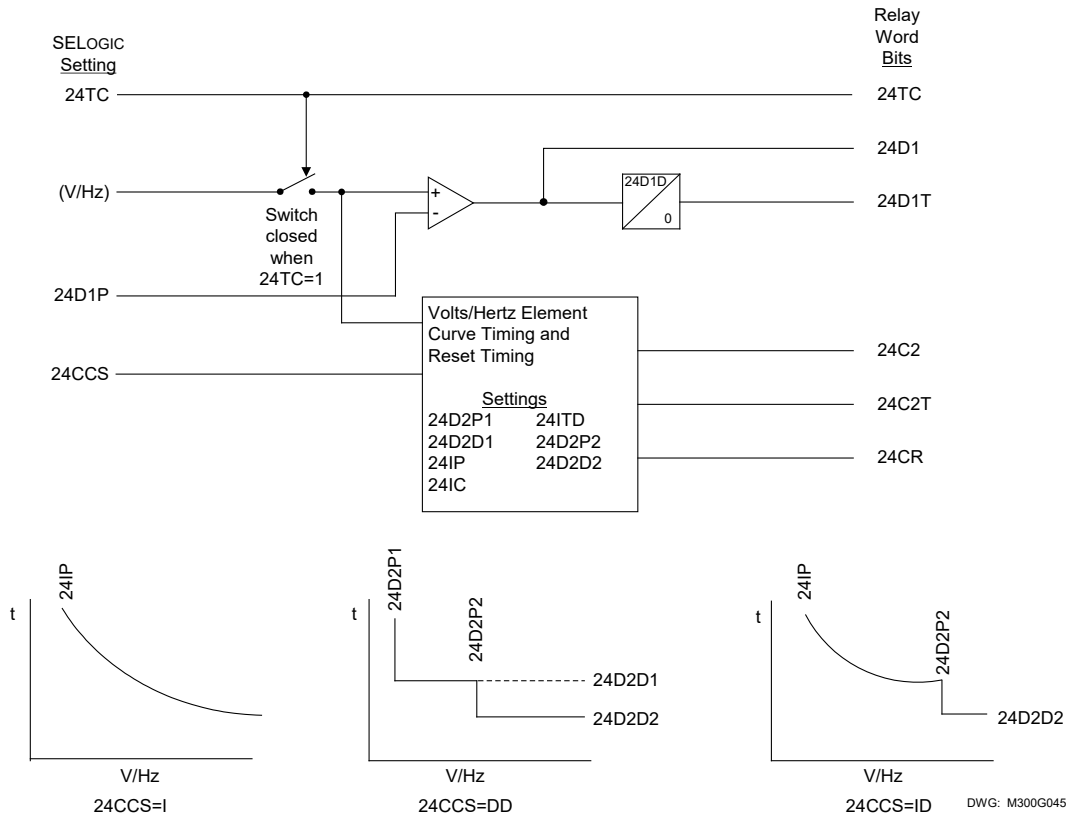 Relay
Word
Bits
SELOGIC
Setting
24TC
24TC
24D1
(V/Hz)
+
-
24D1D
0
24D1T
Switch
closed
when
24TC=1
24D1P
Volts/Hertz Element
Curve Timing and
Reset Timing
24C2
24CCS
Settings
24D2P1 24ITD
24D2D1 24D2P2
24IP 24D2D2
24IC
24C2T
24CR
t
24IP
V/Hz
24CCS=I
t
24D2P1
24D2P2
24D2D1
24D2D2
V/Hz
24CCS=DD
t
24IP
24D2P2
24D2D2
V/Hz
24CCS=ID
DWG: M300G045